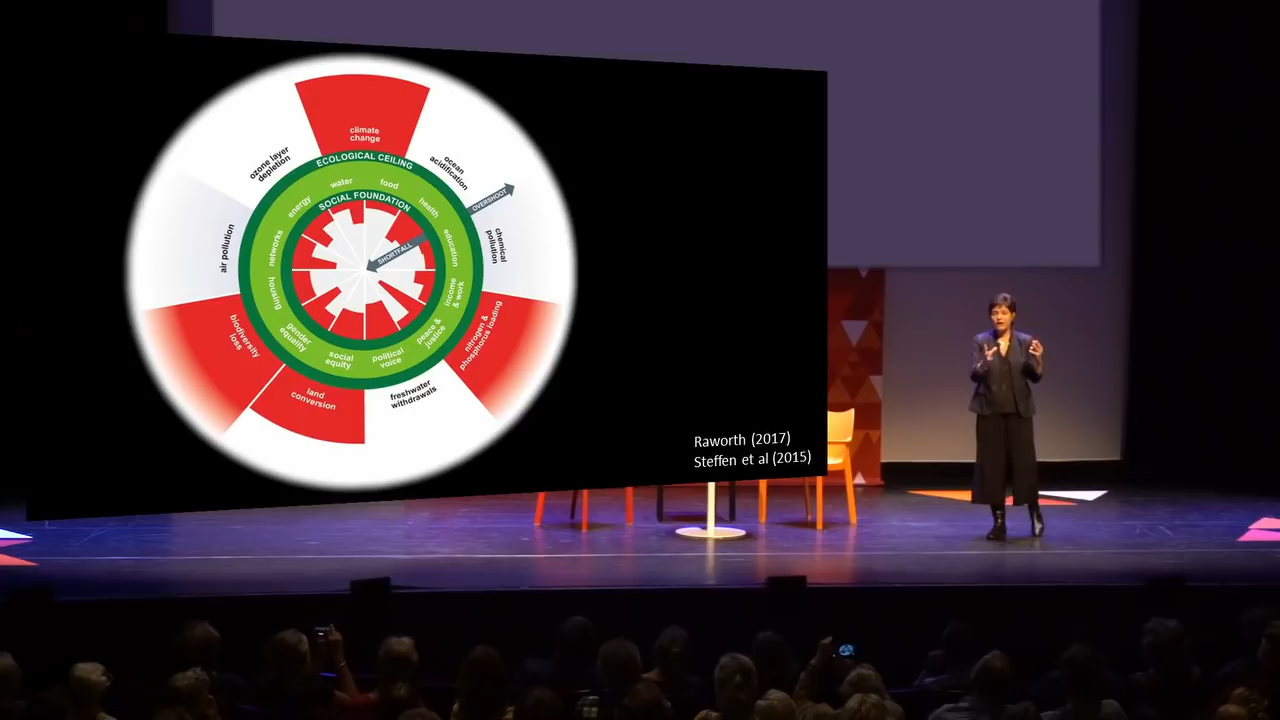 climate
change
ozone layer
depletion
ECOLOGICAL CEILING
ocean
acidification
water
food
energy
SOCIAL FOUNDATION
health
OVERSHOOT
air pollution
networks
SHORTFALL
education
chemical
pollution
housing
income
& work
biodiversity
loss
gender
equality
social
equity
political
voice
peace &
justice
nitrogen &
phosphorus loading
land
conversion
freshwater
withdrawals
Raworth (2017)
Steffen et al (2015)